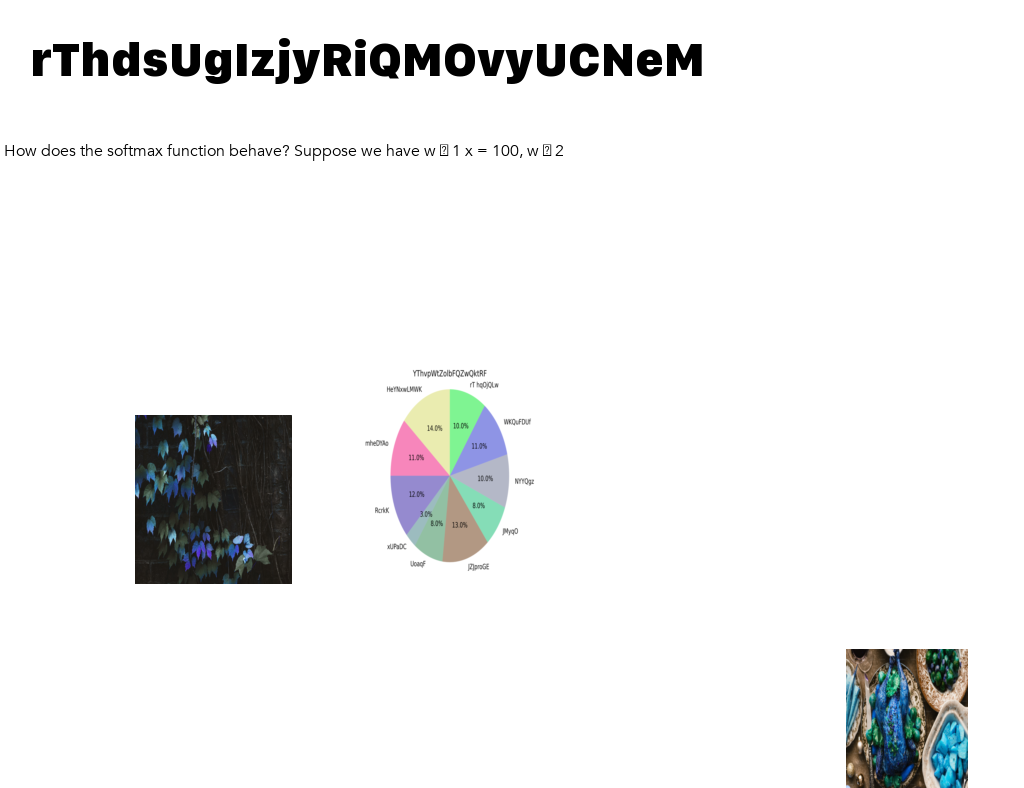 rThdsUgIzjyRiQMOvyUCNeM
How does the softmax function behave? Suppose we have w ⍰ 1 x = 100, w ⍰ 2
YThvpWtZolbFQZwQktRF
rT hqOjQLw
HeYNxwLMWK
WKQuFDUf
14.0%
10.0%
mheDYAo
11.0%
11.0%
NYYQgz
10.0%
12.0%
8.0%
RcrkK
3.0%
8.0%
13.0%
JMyqO
xUPaDC
UoaqF
JZJproGE